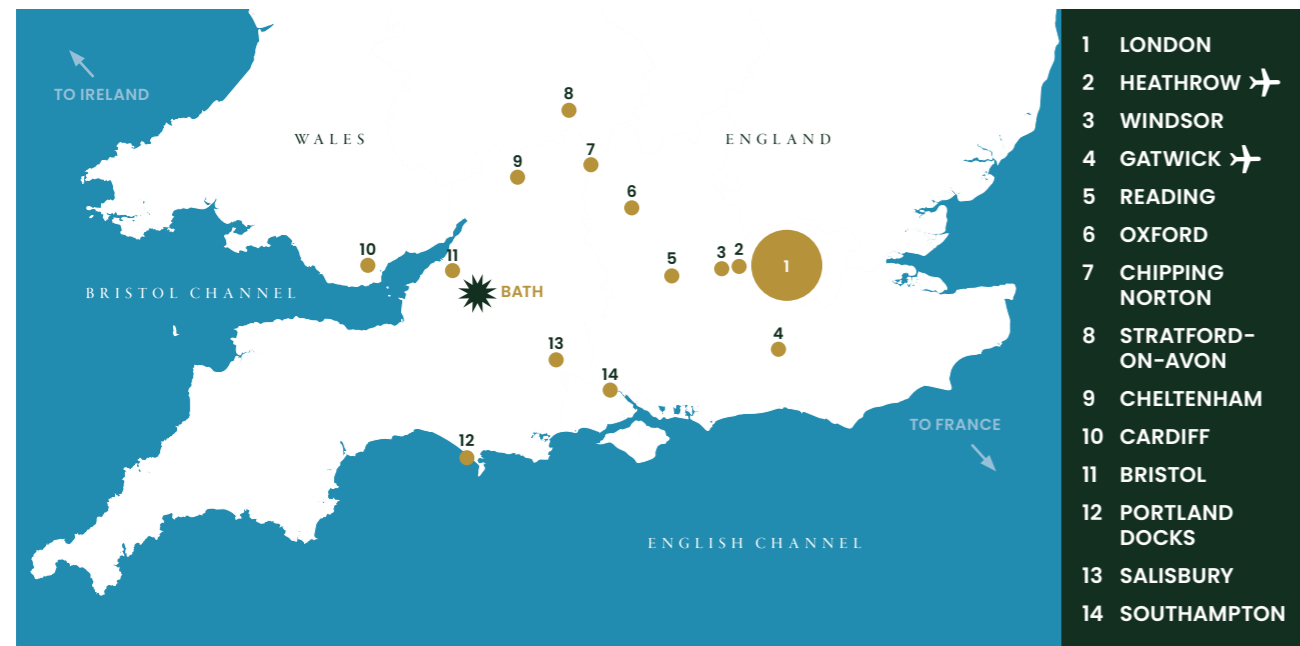 TO IRELAND
8
WALES
ENGLAND
7
9
6
10
11
5
3
2
1
BRISTOL CHANNEL
BATH
4
13
14
TO FRANCE
12
ENGLISH CHANNEL
1 LONDON
2 HEATHROW
3 WINDSOR
4 GATWICK
5 READING
6 OXFORD
7 CHIPPING
NORTON
8 STRATFORD-
ON-AVON
9 CHELTENHAM
10 CARDIFF
11 BRISTOL
12 PORTLAND
DOCKS
13 SALISBURY
14 SOUTHAMPTON